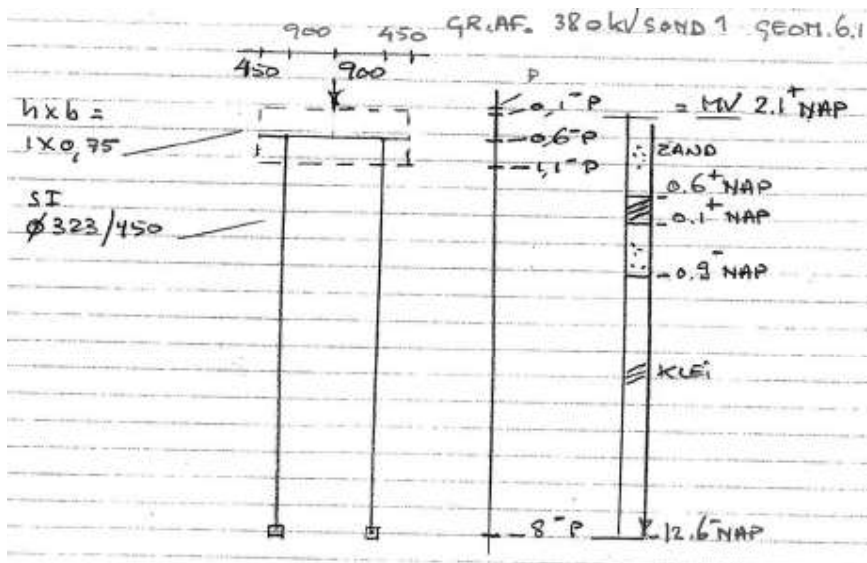 GR.AF. 380kV SOND 1 GEOM. 6.1
900 450
450 900
P
h x b =
1 x 0,75
0,1⁻P
= MV 2.1⁺ NAP
0,6⁻P
ZAND
1,1⁻P
0.6⁺ NAP
SI
0.1⁺ NAP
Ø 323/450
0.9⁻ NAP
KLEi
8⁻P
12.6⁻ NAP